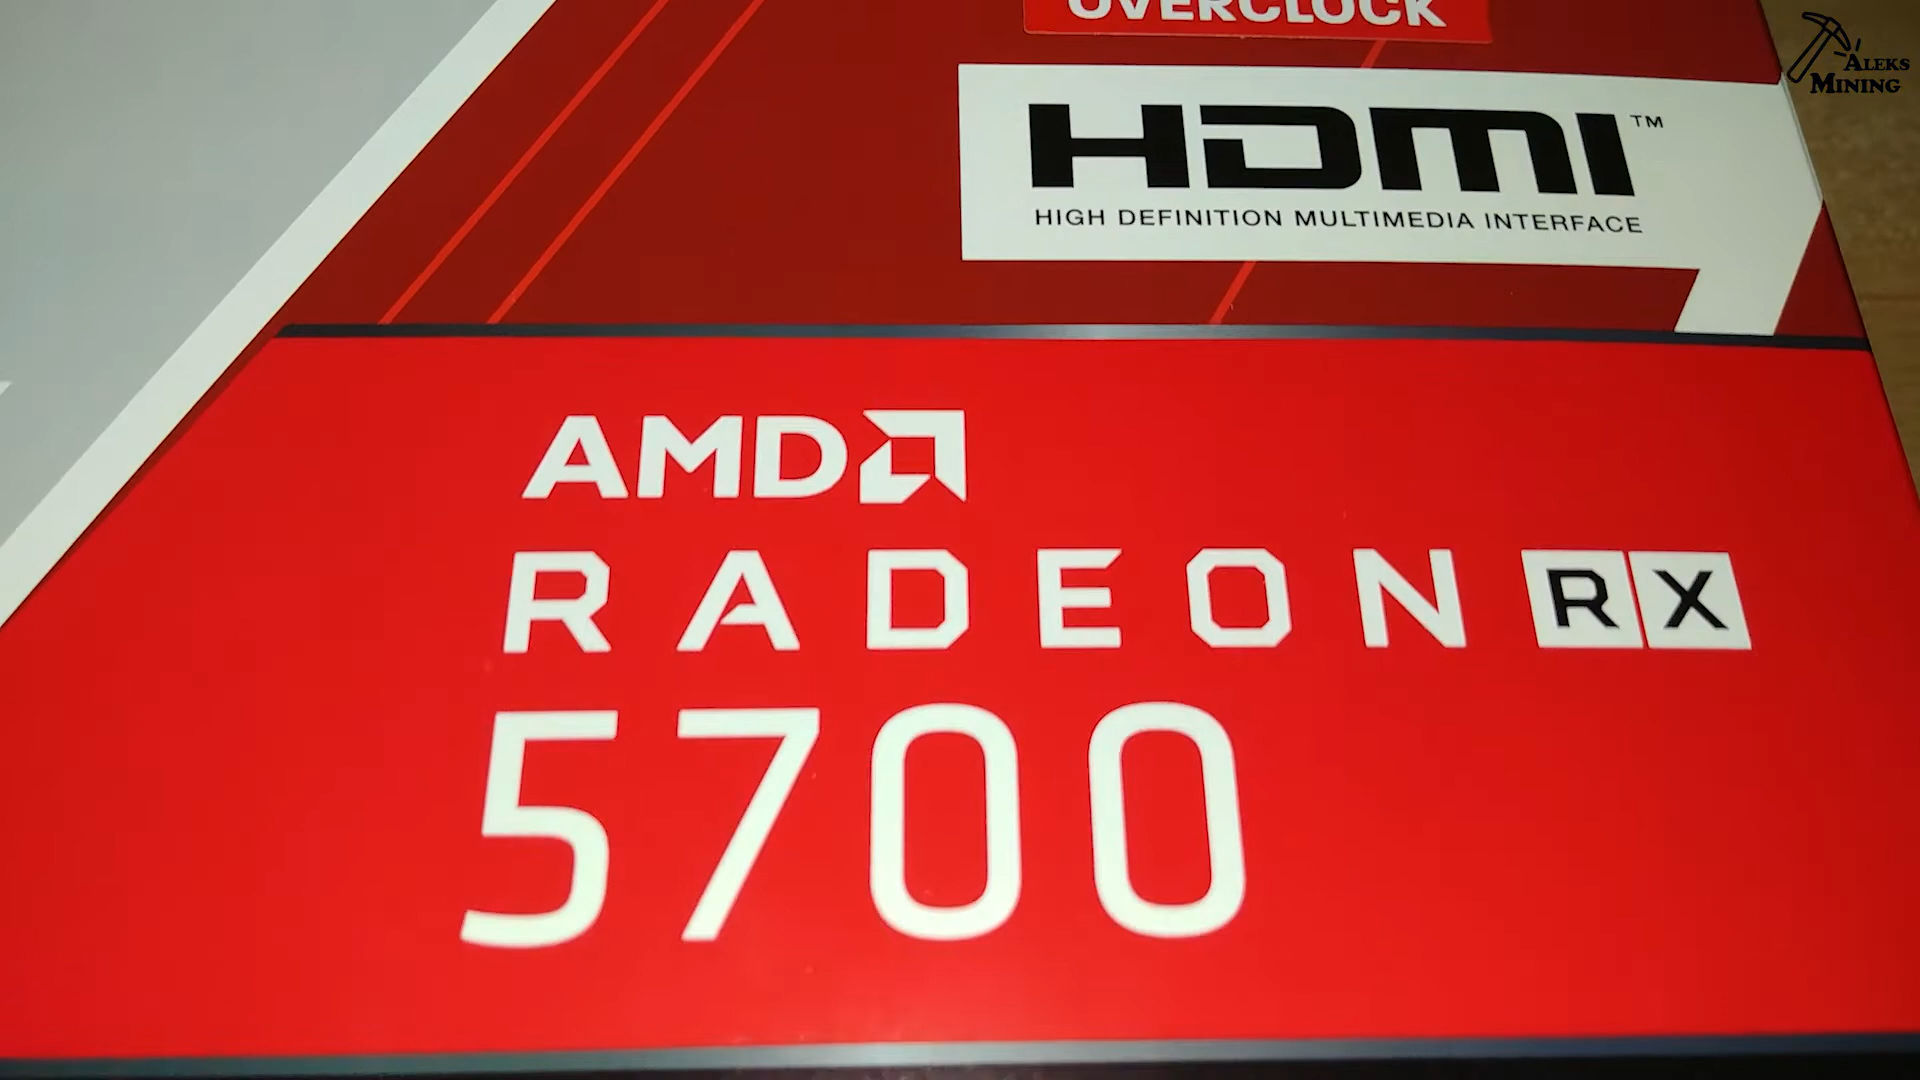 OVERCLOCK
ALEKS
MINING
HDMI™
HIGH DEFINITION MULTIMEDIA INTERFACE
AMD
RADEON RX
5700